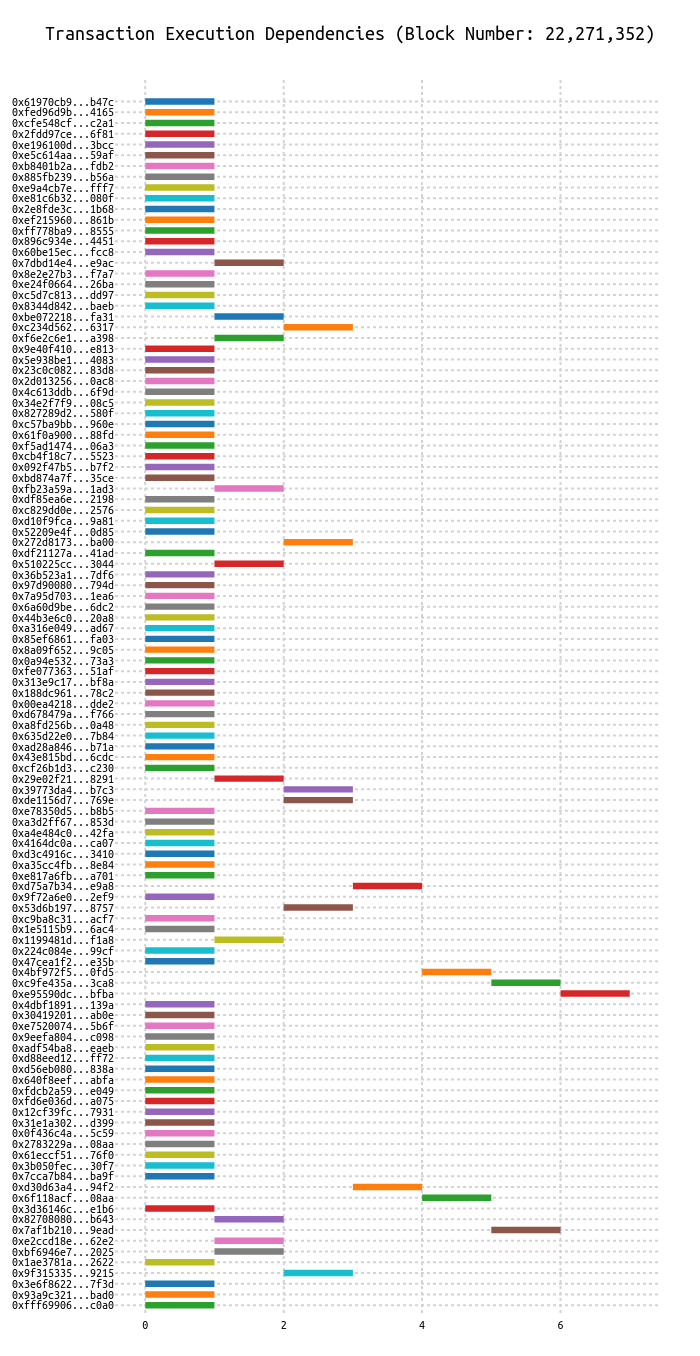 Transaction Execution Dependencies (Block Number: 22,271,352)
0x61970cb9...b47c
0xfed96d9b...4165
0xcfe548cf...c2a1
0x2fdd97ce...6f81
0xe196100d...3bcc
0xe5c614aa...59af
0xb8401b2a...fdb2
0x885fb239...b56a
0xe9a4cb7e...fff7
0xe81c6b32...080f
0x2e8fde3c...1b68
0xef215960...861b
0xff778ba9...8555
0x896c934e...4451
0x60be15ec...fcc8
0x7dbd14e4...e9ac
0x8e2e27b3...f7a7
0xe24f0664...26ba
0xc5d7c813...dd97
0x8344d842...baeb
0xbe072218...fa31
0xc234d562...6317
0xf6e2c6e1...a398
0x9e40f410...e813
0x5e938be1...4083
0x23c0c082...83d8
0x2d013256...0ac8
0x4c613ddb...6f9d
0x34e2f7f9...08c5
0x827289d2...580f
0xc57ba9bb...960e
0x61f0a900...88fd
0xf5ad1474...06a3
0xcb4f18c7...5523
0x092f47b5...b7f2
0xbd874a7f...35ce
0xfb23a59a...1ad3
0xdf85ea6e...2198
0xc829dd0e...2576
0xd10f9fca...9a81
0x52209e4f...0d85
0x272d8173...ba00
0xdf21127a...41ad
0x510225cc...3044
0x36b523a1...7df6
0x97d90080...794d
0x7a95d703...1ea6
0x6a60d9be...6dc2
0x44b3e6c0...20a8
0xa316e049...ad67
0x85ef6861...fa03
0x8a09f652...9c05
0x0a94e532...73a3
0xfe077363...51af
0x313e9c17...bf8a
0x188dc961...78c2
0x00ea4218...dde2
0xd678479a...f766
0xa8fd256b...0a48
0x635d22e0...7b84
0xad28a846...b71a
0x43e815bd...6cdc
0xcf26b1d3...c230
0x29e02f21...8291
0x39773da4...b7c3
0xde1156d7...769e
0xe78350d5...b8b5
0xa3d2ff67...853d
0xa4e484c0...42fa
0x4164dc0a...ca07
0xd3c4916c...3410
0xa35cc4fb...8e84
0xe817a6fb...a701
0xd75a7b34...e9a8
0x9f72a6e0...2ef9
0x53d6b197...8757
0xc9ba8c31...acf7
0x1e5115b9...6ac4
0x1199481d...f1a8
0x224c084e...99cf
0x47cea1f2...e35b
0x4bf972f5...0fd5
0xc9fe435a...3ca8
0xe95590dc...bfba
0x4dbf1891...139a
0x30419201...ab0e
0xe7520074...5b6f
0x9eefa804...c098
0xadf54ba8...eaeb
0xd88eed12...ff72
0xd56eb080...838a
0x640f8eef...abfa
0xfdcb2a59...e049
0xfd6e036d...a075
0x12cf39fc...7931
0x31e1a302...d399
0x0f436c4a...5c59
0x2783229a...08aa
0x61eccf51...76f0
0x3b050fec...30f7
0x7cca7b84...ba9f
0xd30d63a4...94f2
0x6f118acf...08aa
0x3d36146c...e1b6
0x82708080...b643
0x7af1b210...9ead
0xe2ccd18e...62e2
0xbf6946e7...2025
0x1ae3781a...2622
0x9f315335...9215
0x3e6f8622...7f3d
0x93a9c321...bad0
0xfff69906...c0a0
0 2 4 6